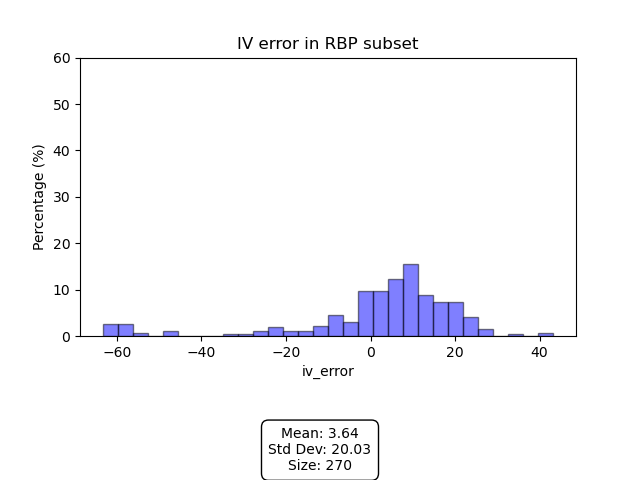 IV error in RBP subset
60
50
40
30
20
10
0
Percentage (%)
−60
−40
−20
0
20
40
iv_error
Mean: 3.64
Std Dev: 20.03
Size: 270